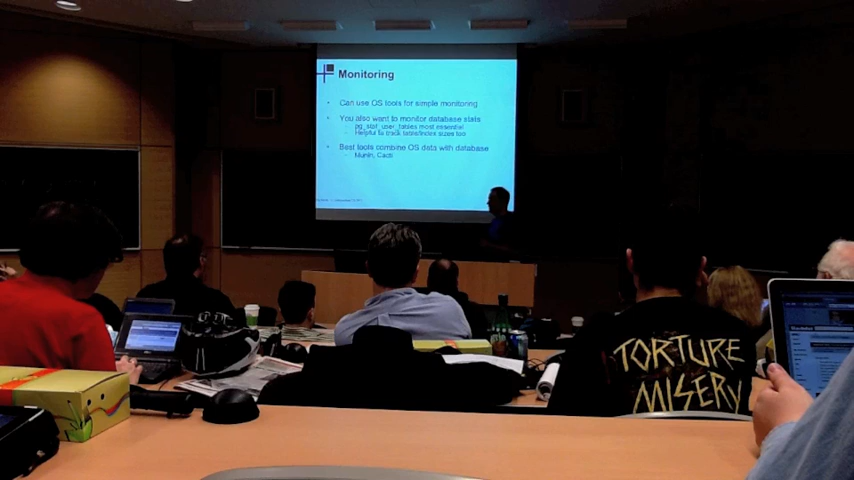 Monitoring
Can use OS tools for simple monitoring
You also want to monitor database stats
pg_stat_user_tables most essential
Helpful to track table/index sizes too
Best tools combine OS data with database
Munin, Cacti
TORTURE
MISERY